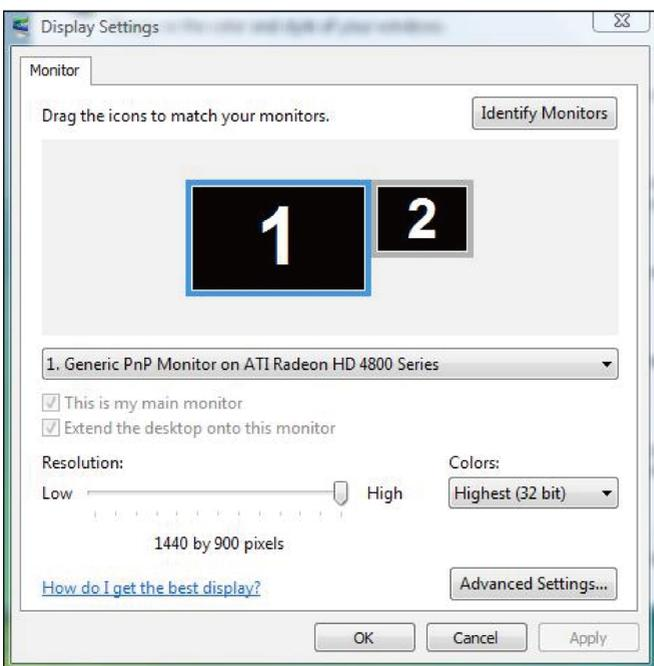 Display Settings
Monitor
Drag the icons to match your monitors.
Identify Monitors
1
2
1. Generic PnP Monitor on ATI Radeon HD 4800 Series
This is my main monitor
Extend the desktop onto this monitor
Resolution:
Colors:
Low
High
Highest (32 bit)
1440 by 900 pixels
How do I get the best display?
Advanced Settings...
OK
Cancel
Apply